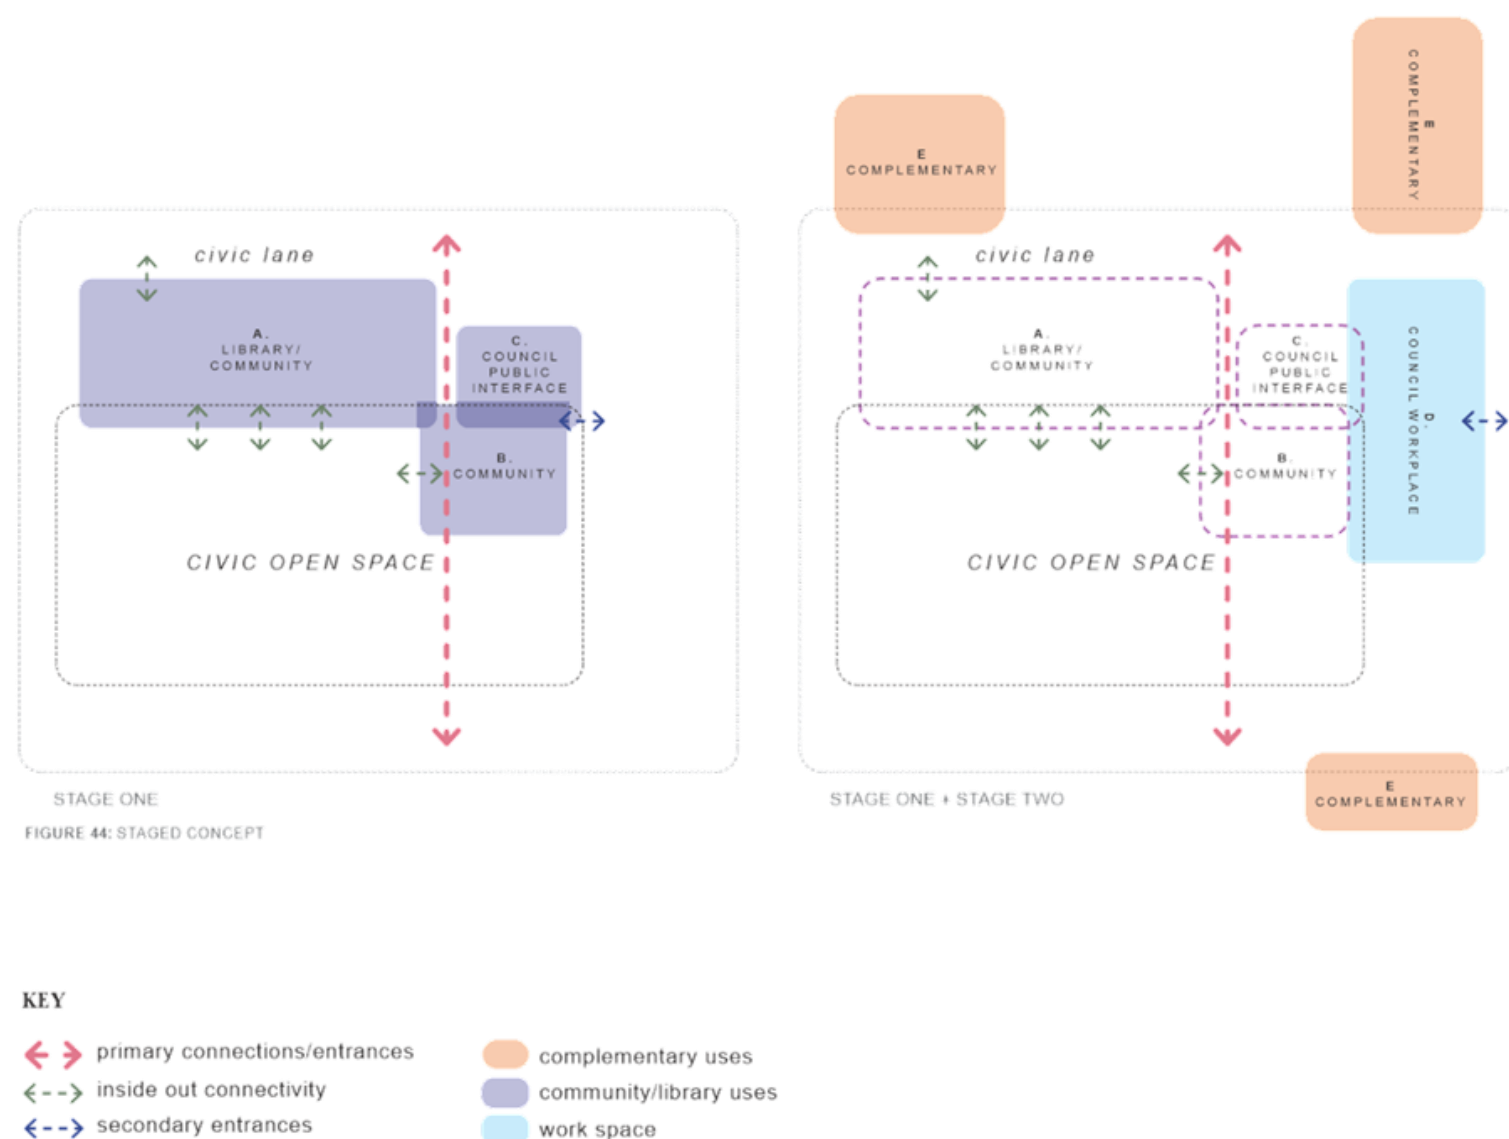 E
COMPLEMENTARY
E
COMPLEMENTARY
civic lane
A.
LIBRARY/
COMMUNITY
C.
COUNCIL
PUBLIC
INTERFACE
B.
COMMUNITY
CIVIC OPEN SPACE
civic lane
A.
LIBRARY/
COMMUNITY
C.
COUNCIL
PUBLIC
INTERFACE
B.
COMMUNITY
D.
COUNCIL WORKPLACE
CIVIC OPEN SPACE
E
COMPLEMENTARY
STAGE ONE
STAGE ONE + STAGE TWO
FIGURE 44: STAGED CONCEPT
KEY
primary connections/entrances
inside out connectivity
secondary entrances
complementary uses
community/library uses
work space